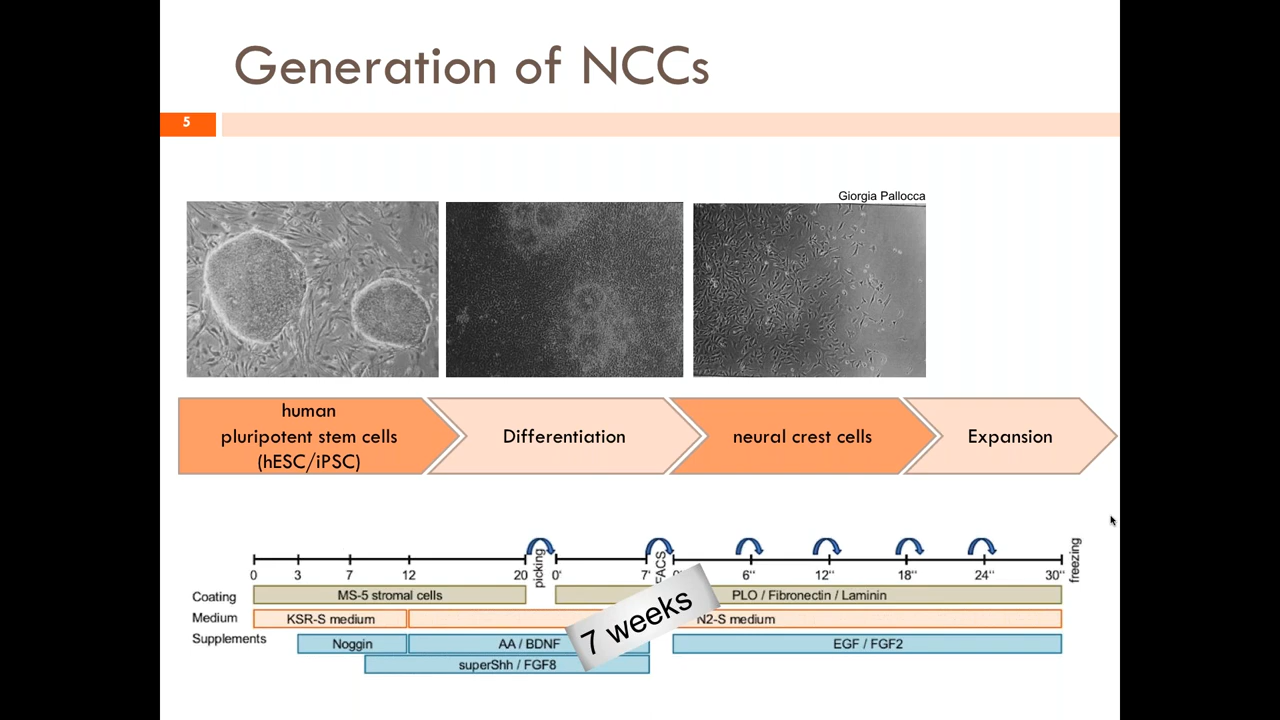 Generation of NCCs
5
Giorgia Pallocca
human
pluripotent stem cells
(hESC/iPSC)
Differentiation
neural crest cells
Expansion
picking
FACS
freezing
0 3 7 12 20 0' 7' 6'' 12'' 18'' 24'' 30''
Coating MS-5 stromal cells PLO / Fibronectin / Laminin
Medium KSR-S medium N2-S medium
Supplements Noggin AA / BDNF EGF / FGF2
superShh / FGF8
7 weeks